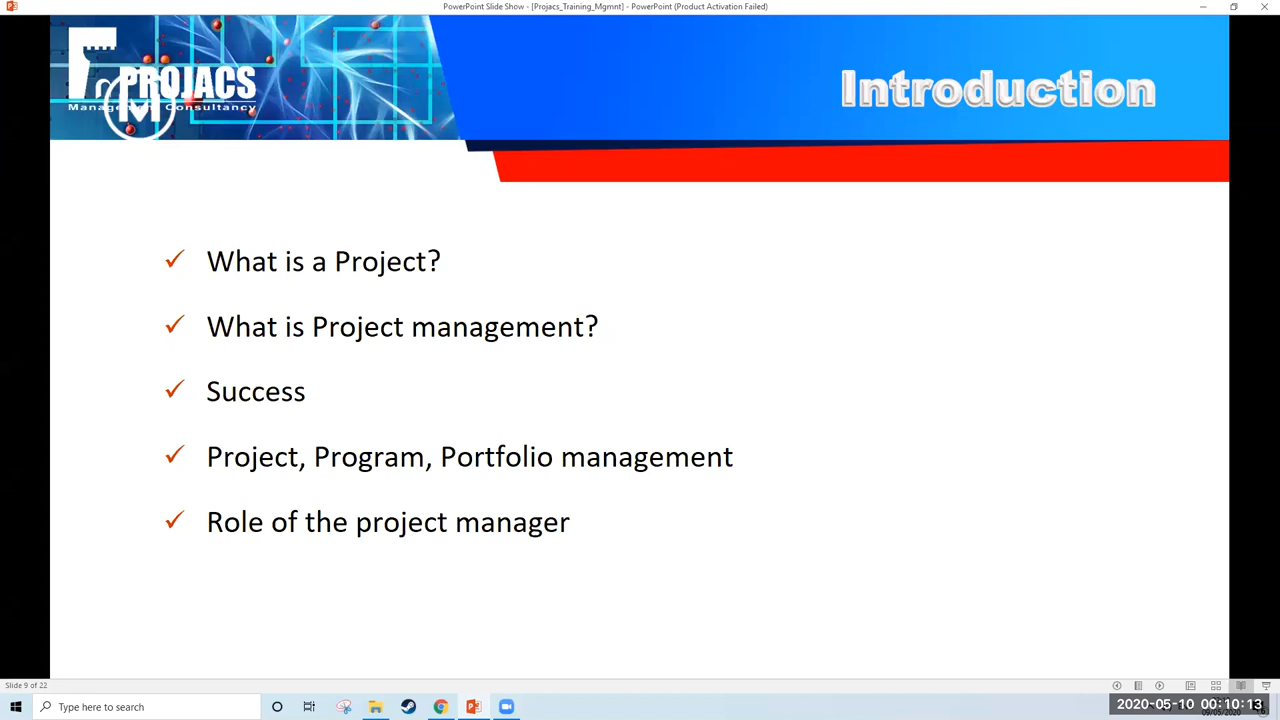 PowerPoint Slide Show - [Projacs_Training_Mgmnt] - PowerPoint (Product Activation Failed)
PROJACS
Management Consultancy
M
Introduction
✓ What is a Project?
✓ What is Project management?
✓ Success
✓ Project, Program, Portfolio management
✓ Role of the project manager
Slide 9 of 22
Type here to search
2020-05-10 00:10:13